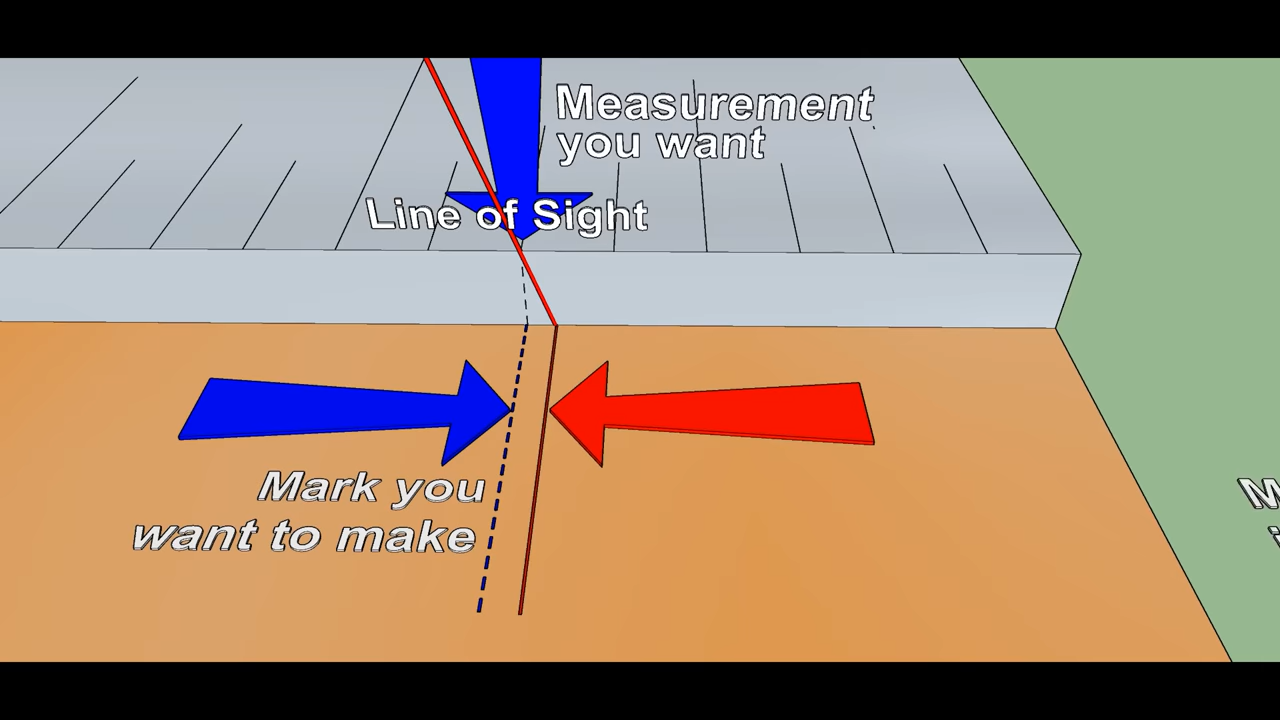 Measurement
you want
Line of Sight
Mark you
want to make